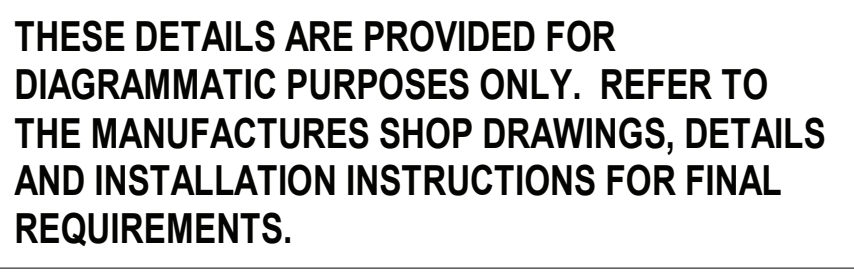 THESE DETAILS ARE PROVIDED FOR
DIAGRAMMATIC PURPOSES ONLY.  REFER TO
THE MANUFACTURES SHOP DRAWINGS, DETAILS
AND INSTALLATION INSTRUCTIONS FOR FINAL
REQUIREMENTS.